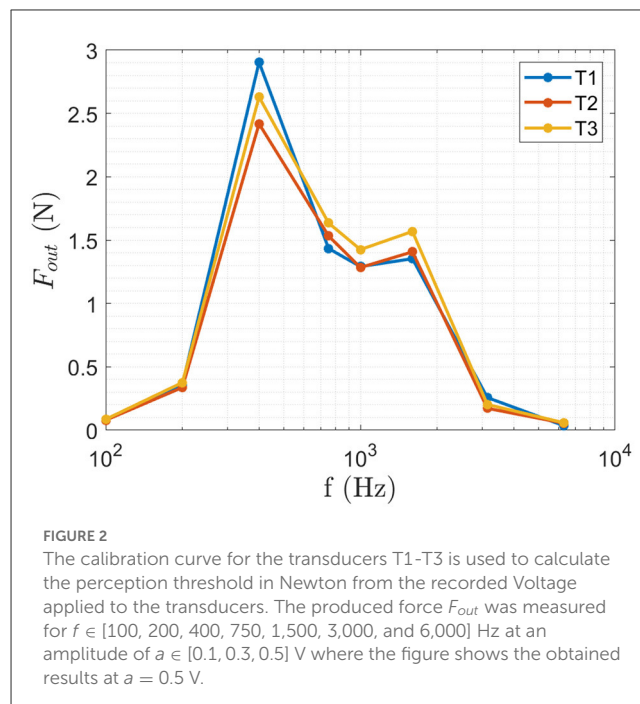 3
2.5
2
1.5
1
0.5
0
F_out (N)
T1
T2
T3
10^2
10^3
10^4
f (Hz)
FIGURE 2
The calibration curve for the transducers T1-T3 is used to calculate
the perception threshold in Newton from the recorded Voltage
applied to the transducers. The produced force F_out was measured
for f ∈ [100, 200, 400, 750, 1,500, 3,000, and 6,000] Hz at an
amplitude of a ∈ [0.1, 0.3, 0.5] V where the figure shows the obtained
results at a = 0.5 V.